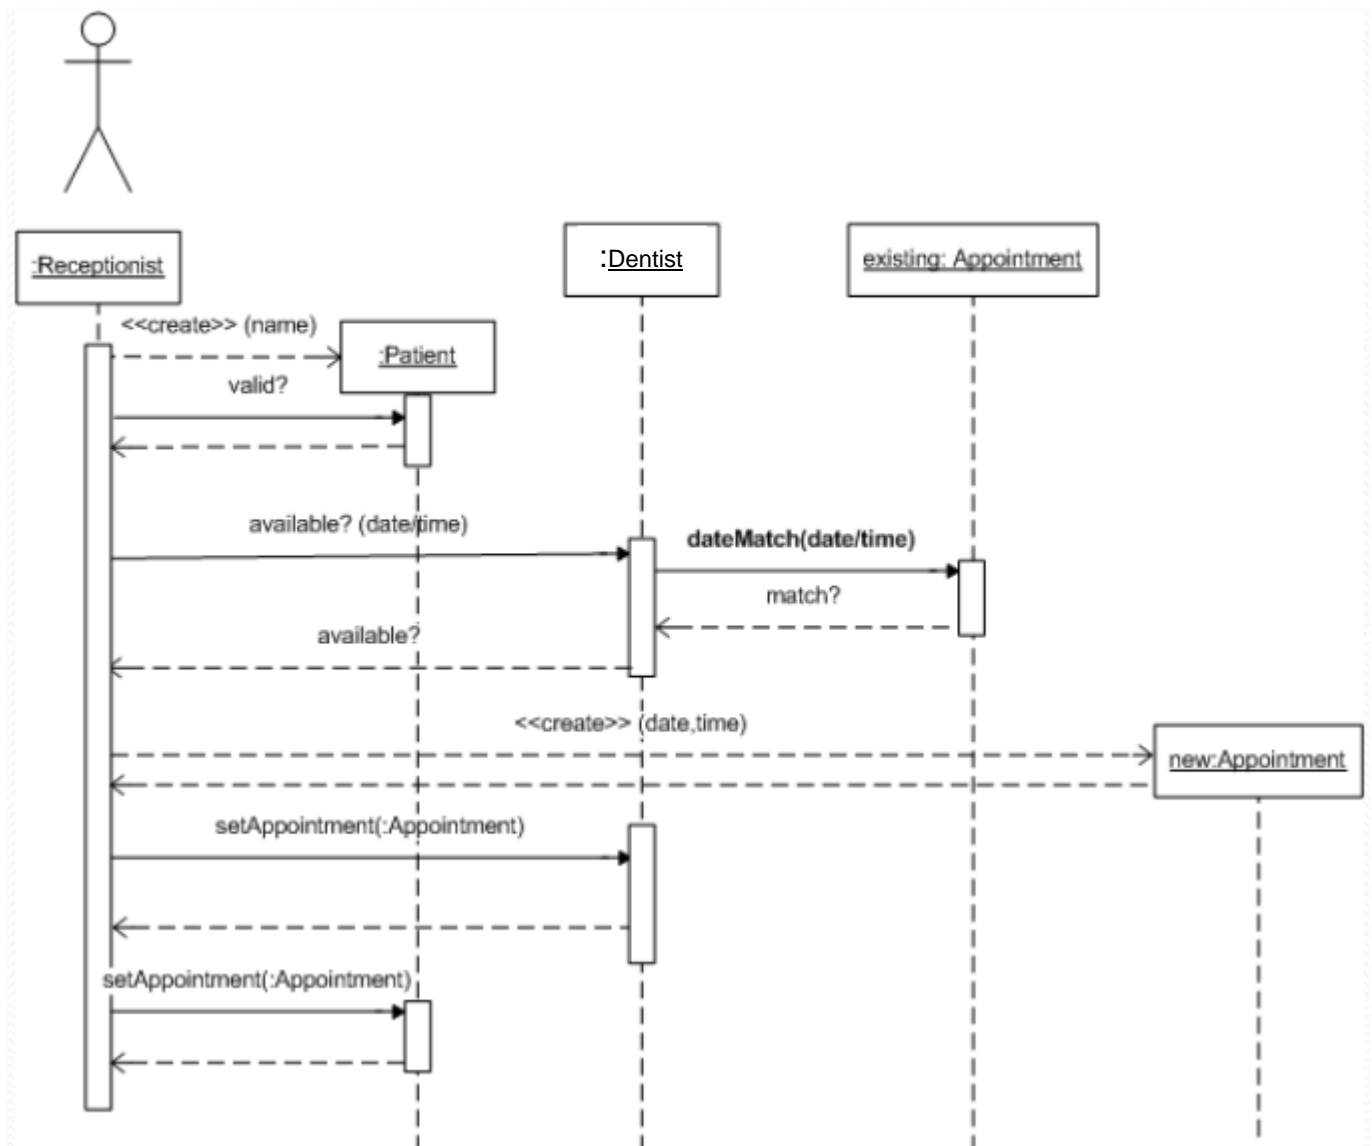 :Receptionist
:Dentist
existing: Appointment
<<create>> (name)
:Patient
valid?
available? (date/time)
dateMatch(date/time)
match?
available?
<<create>> (date,time)
new:Appointment
setAppointment(:Appointment)
setAppointment(:Appointment)